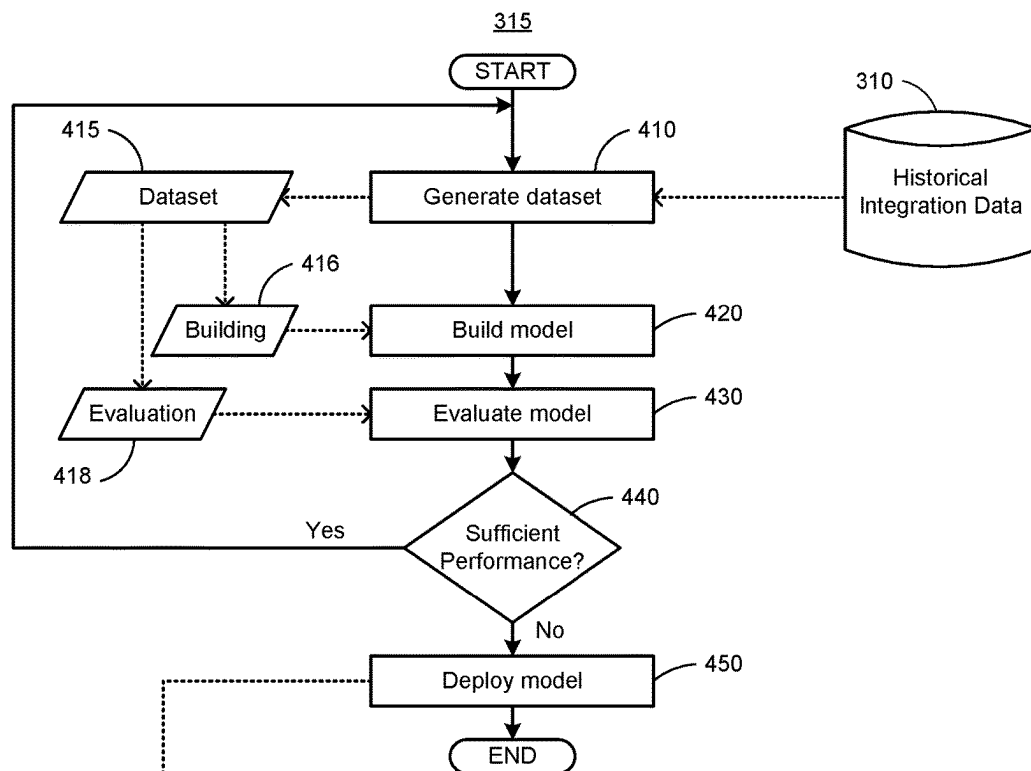 315
START
310
415
410
Dataset
Generate dataset
Historical
Integration Data
416
Building
Build model
420
Evaluation
Evaluate model
430
418
440
Yes
Sufficient
Performance?
No
Deploy model
450
END